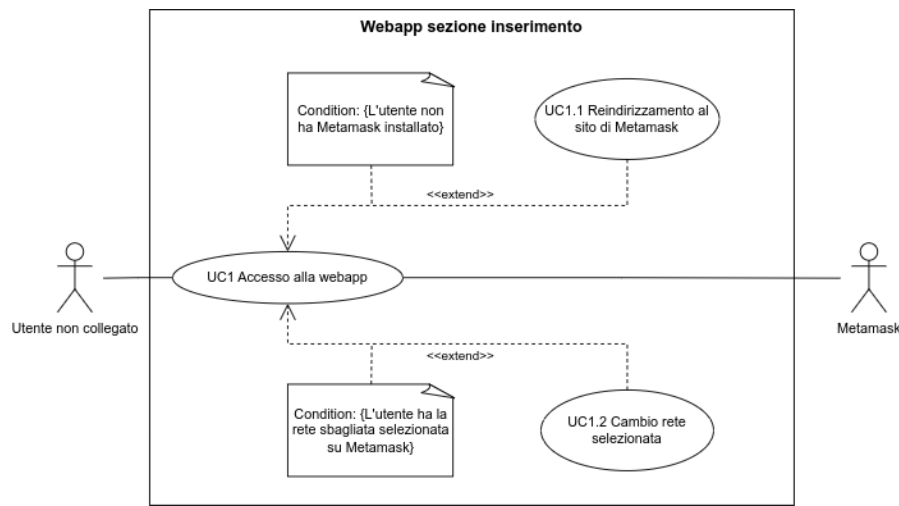 Webapp sezione inserimento
Condition: {L'utente non
ha Metamask installato}
UC1.1 Reindirizzamento al
sito di Metamask
<<extend>>
UC1 Accesso alla webapp
Utente non collegato
Metamask
<<extend>>
Condition: {L'utente ha la
rete sbagliata selezionata
su Metamask}
UC1.2 Cambio rete
selezionata